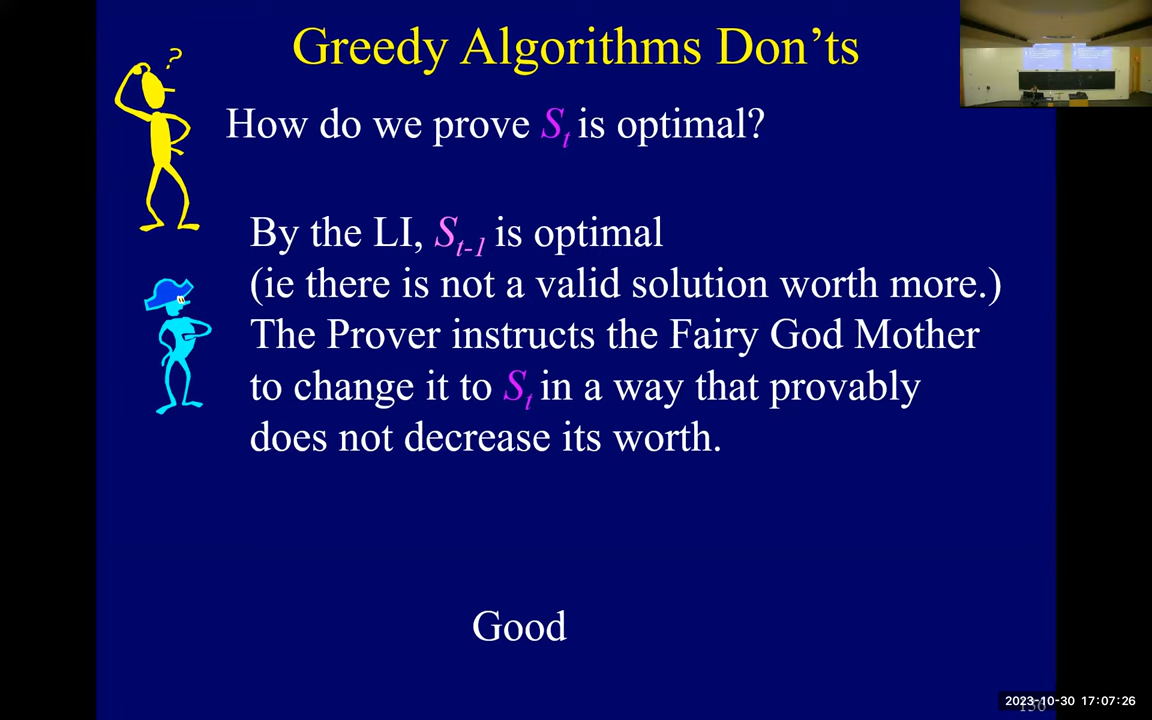 Greedy Algorithms Don'ts
?
How do we prove St is optimal?
By the LI, St-1 is optimal
(ie there is not a valid solution worth more.)
The Prover instructs the Fairy God Mother
to change it to St in a way that provably
does not decrease its worth.
Good
2023-10-30 17:07:26